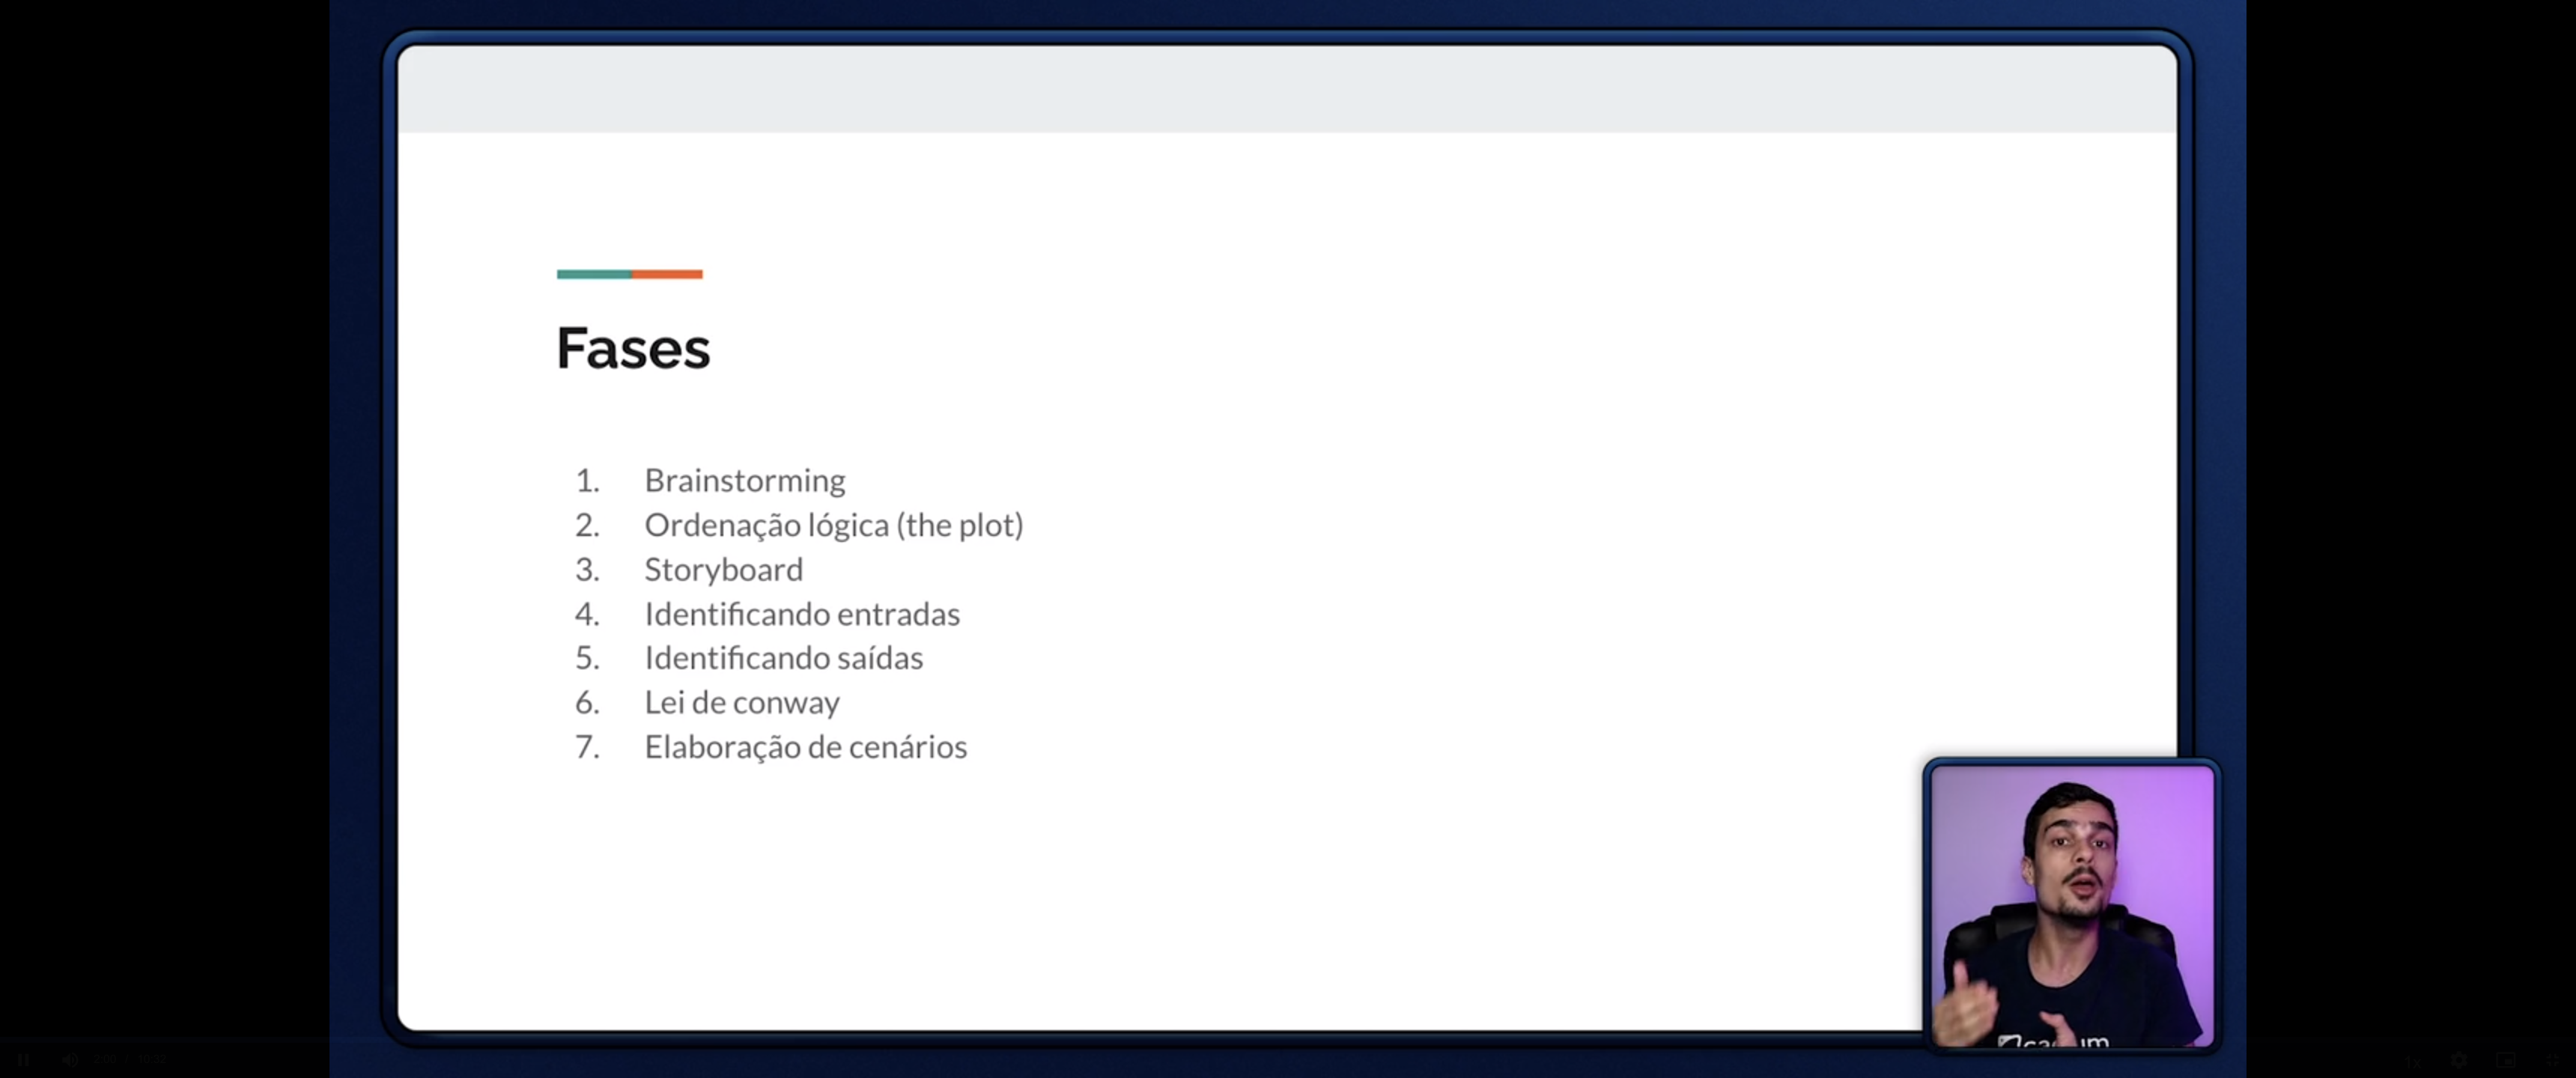 Fases
1. Brainstorming
2. Ordenação lógica (the plot)
3. Storyboard
4. Identificando entradas
5. Identificando saídas
6. Lei de conway
7. Elaboração de cenários